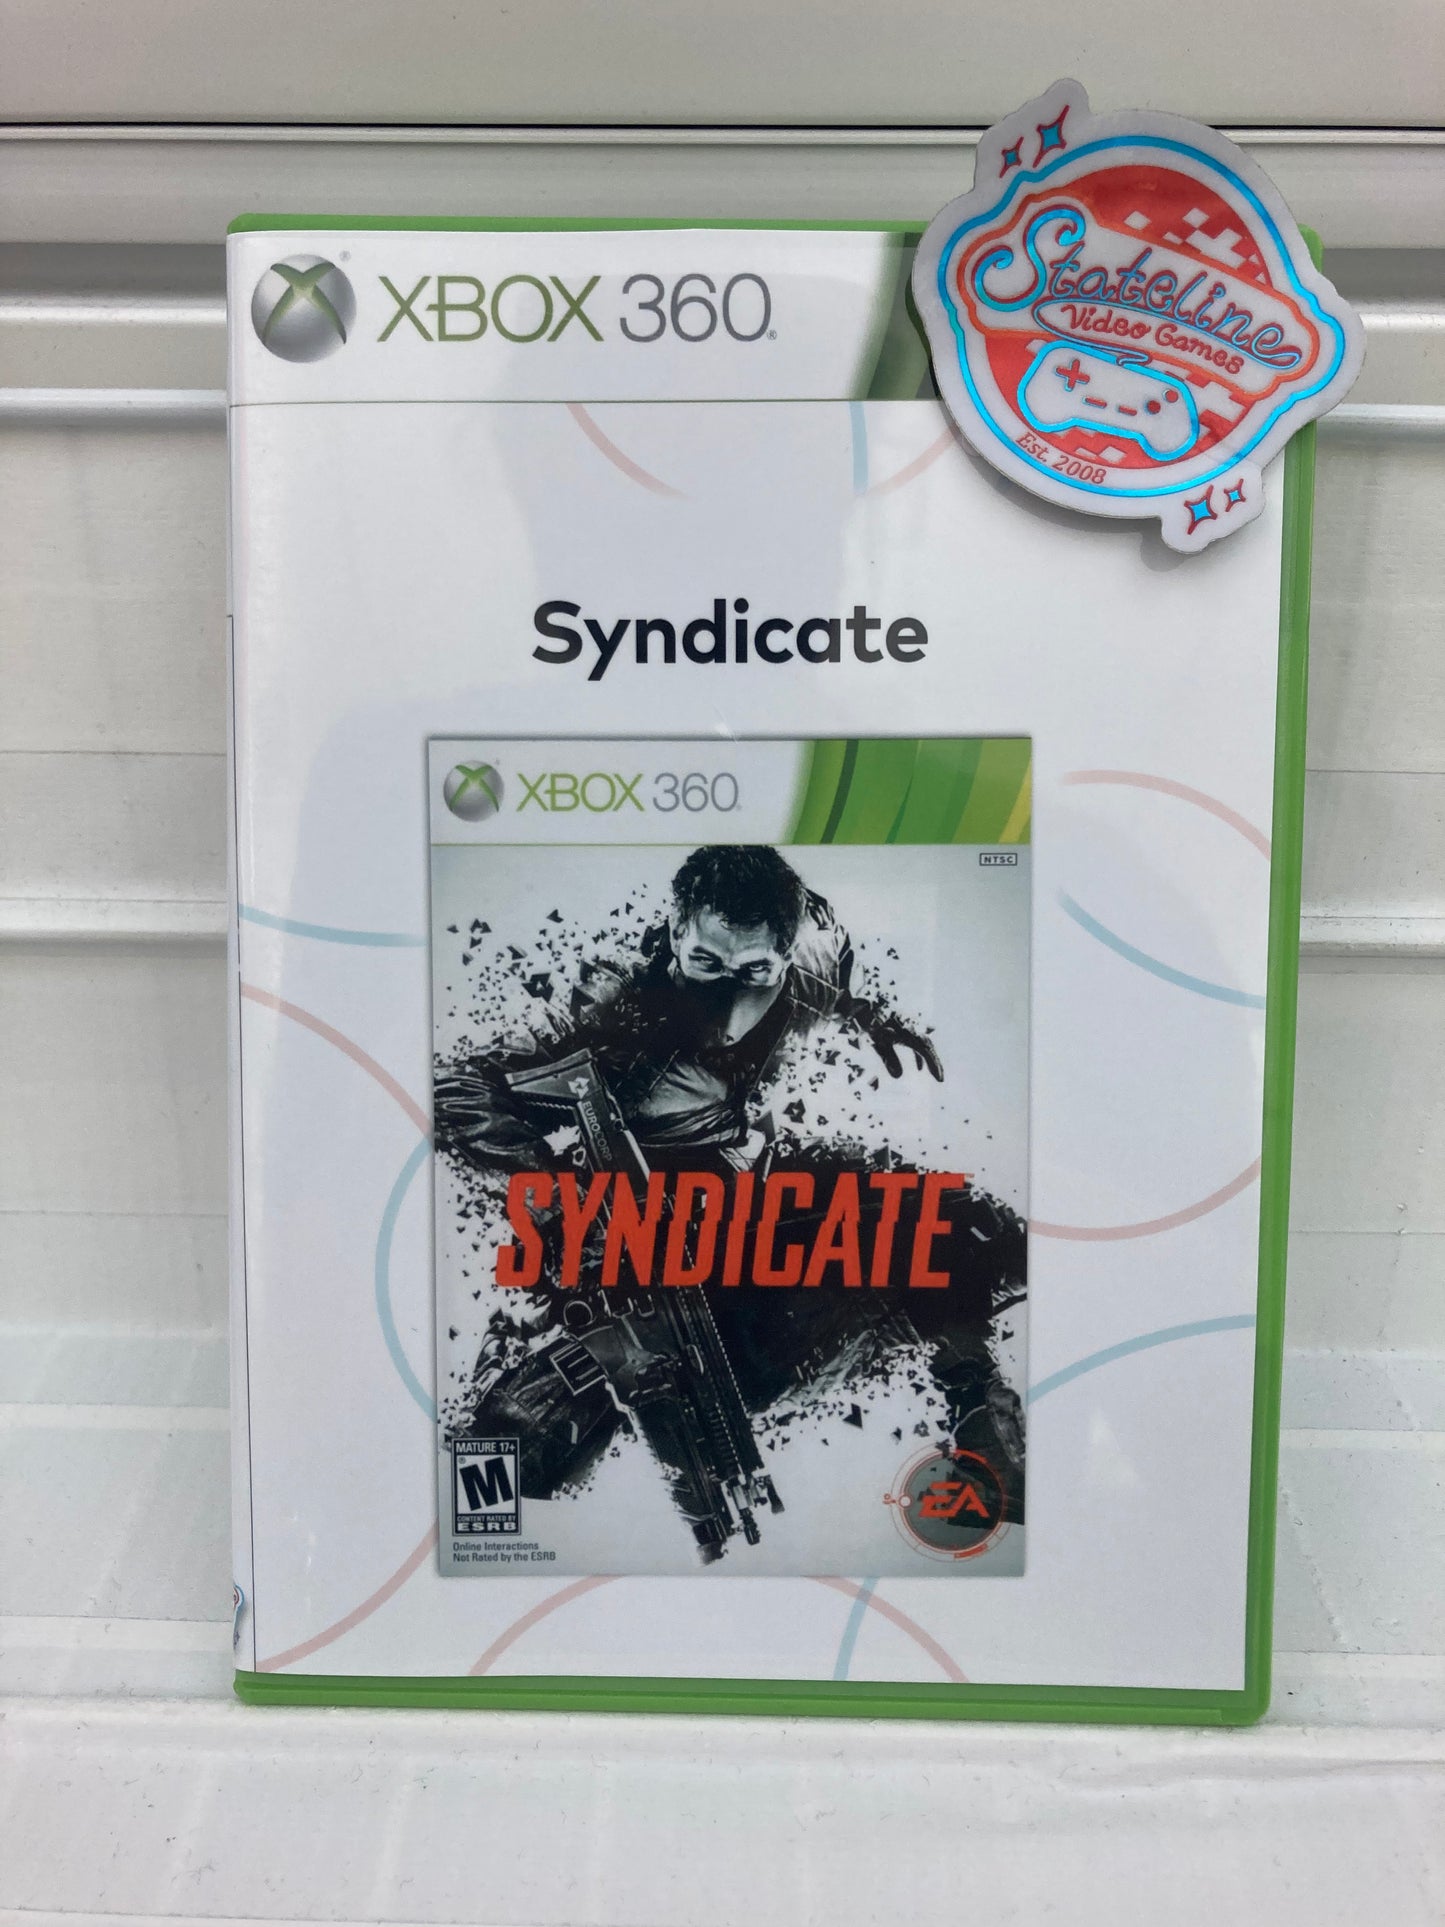 XBOX 360®
Stateline
Video Games
Est. 2008
Syndicate
XBOX 360®
NTSC
EUROCORP
SYNDICATE
MATURE 17+
M
CONTENT RATED BY
ESRB
EA
Online Interactions
Not Rated by the ESRB